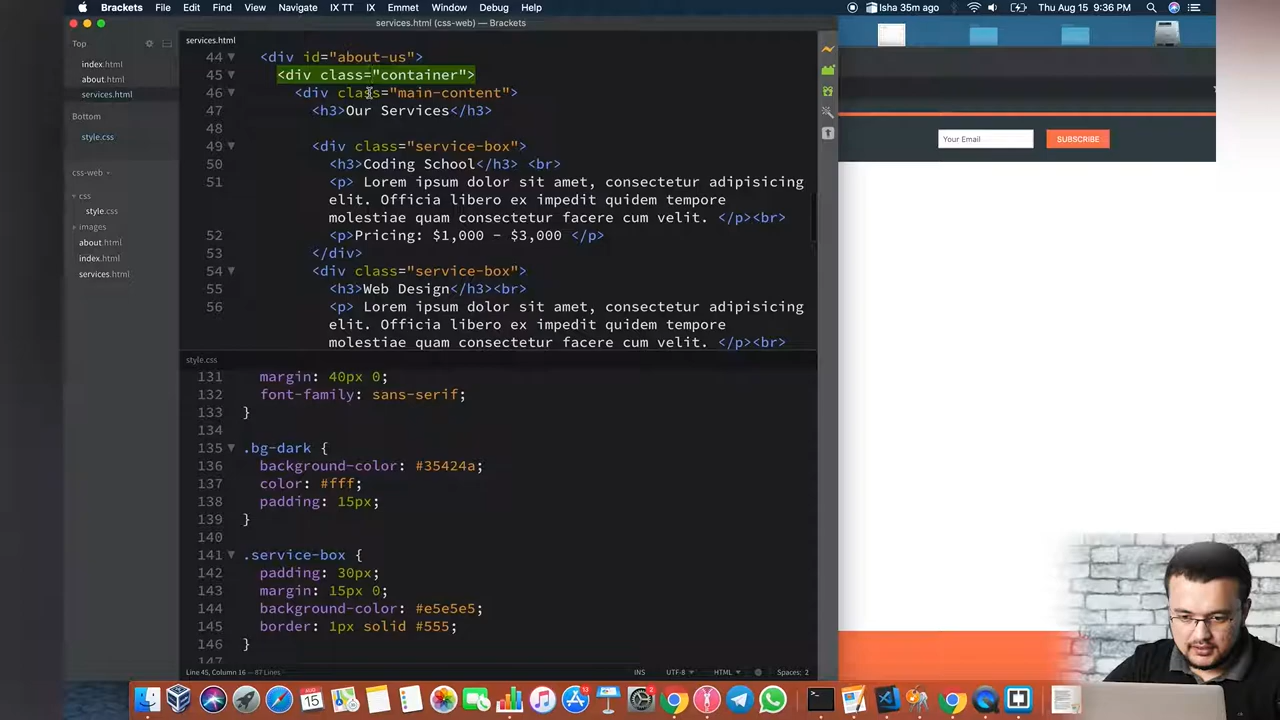 Brackets File Edit Find View Navigate IX TT IX Emmet Window Debug Help Isha 35m ago Thu Aug 15 9:36 PM
services.html (css-web) — Brackets
Top
index.html
about.html
services.html
Bottom
style.css
css-web
css
style.css
images
about.html
index.html
services.html
services.html
44 <div id="about-us">
45 <div class="container">
46 <div class="main-content">
47 <h3>Our Services</h3>
48
49 <div class="service-box">
50 <h3>Coding School</h3> <br>
51 <p> Lorem ipsum dolor sit amet, consectetur adipisicing
elit. Officia libero ex impedit quidem tempore
molestiae quam consectetur facere cum velit. </p><br>
52 <p>Pricing: $1,000 - $3,000 </p>
53 </div>
54 <div class="service-box">
55 <h3>Web Design</h3><br>
56 <p> Lorem ipsum dolor sit amet, consectetur adipisicing
elit. Officia libero ex impedit quidem tempore
molestiae quam consectetur facere cum velit. </p><br>
style.css
131 margin: 40px 0;
132 font-family: sans-serif;
133 }
134
135 .bg-dark {
136 background-color: #35424a;
137 color: #fff;
138 padding: 15px;
139 }
140
141 .service-box {
142 padding: 30px;
143 margin: 15px 0;
144 background-color: #e5e5e5;
145 border: 1px solid #555;
146 }
147
Line 45, Column 16 — 87 Lines
INS UTF-8 HTML Spaces: 2
Your Email SUBSCRIBE
AUG
15